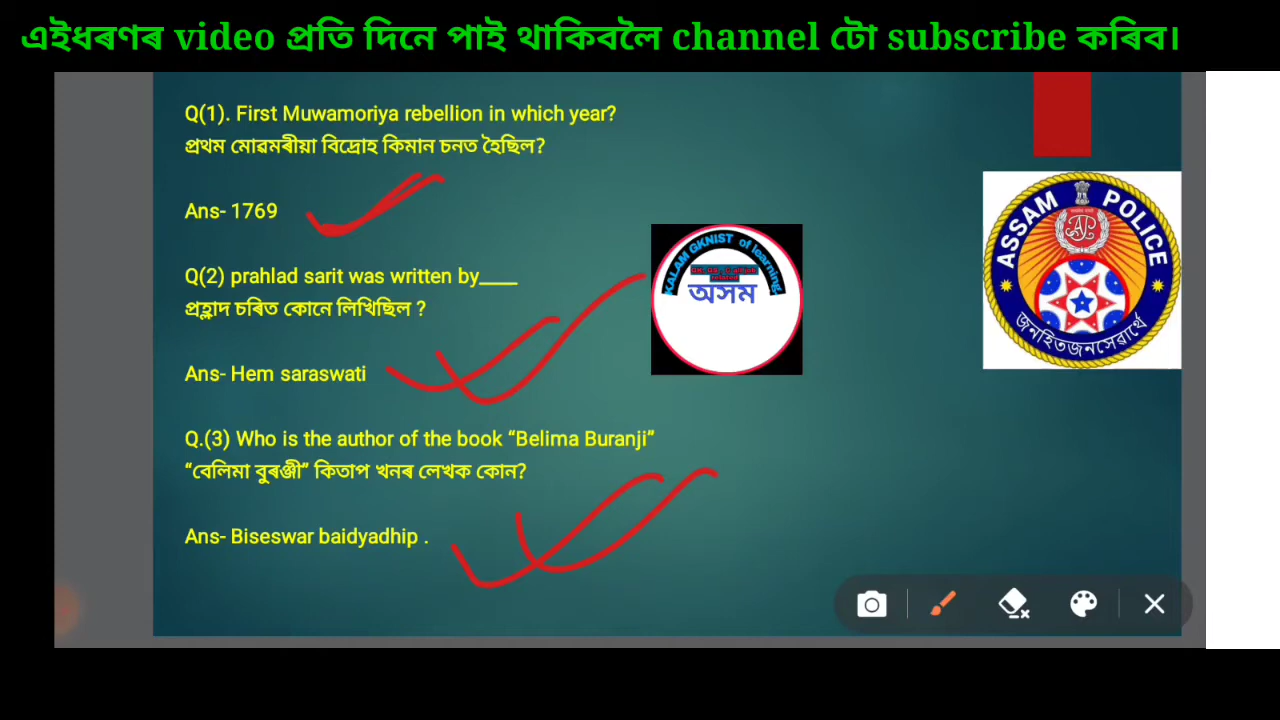 এইধৰণৰ video প্ৰতি দিনে পাই থাকিবলৈ channel টো subscribe কৰিব।
Q(1). First Muwamoriya rebellion in which year?
প্ৰথম মোৱমৰীয়া বিদ্ৰোহ কিমান চনত হৈছিল?
Ans- 1769
Q(2) prahlad sarit was written by____
প্ৰহ্লাদ চৰিত কোনে লিখিছিল ?
Ans- Hem saraswati
Q.(3) Who is the author of the book “Belima Buranji”
“বেলিমা বুৰঞ্জী” কিতাপ খনৰ লেখক কোন?
Ans- Biseswar baidyadhip .
KALAM GKNIST of learning
অসম
ASSAM POLICE
AP
জনহিতজনসেৱাৰ্থে